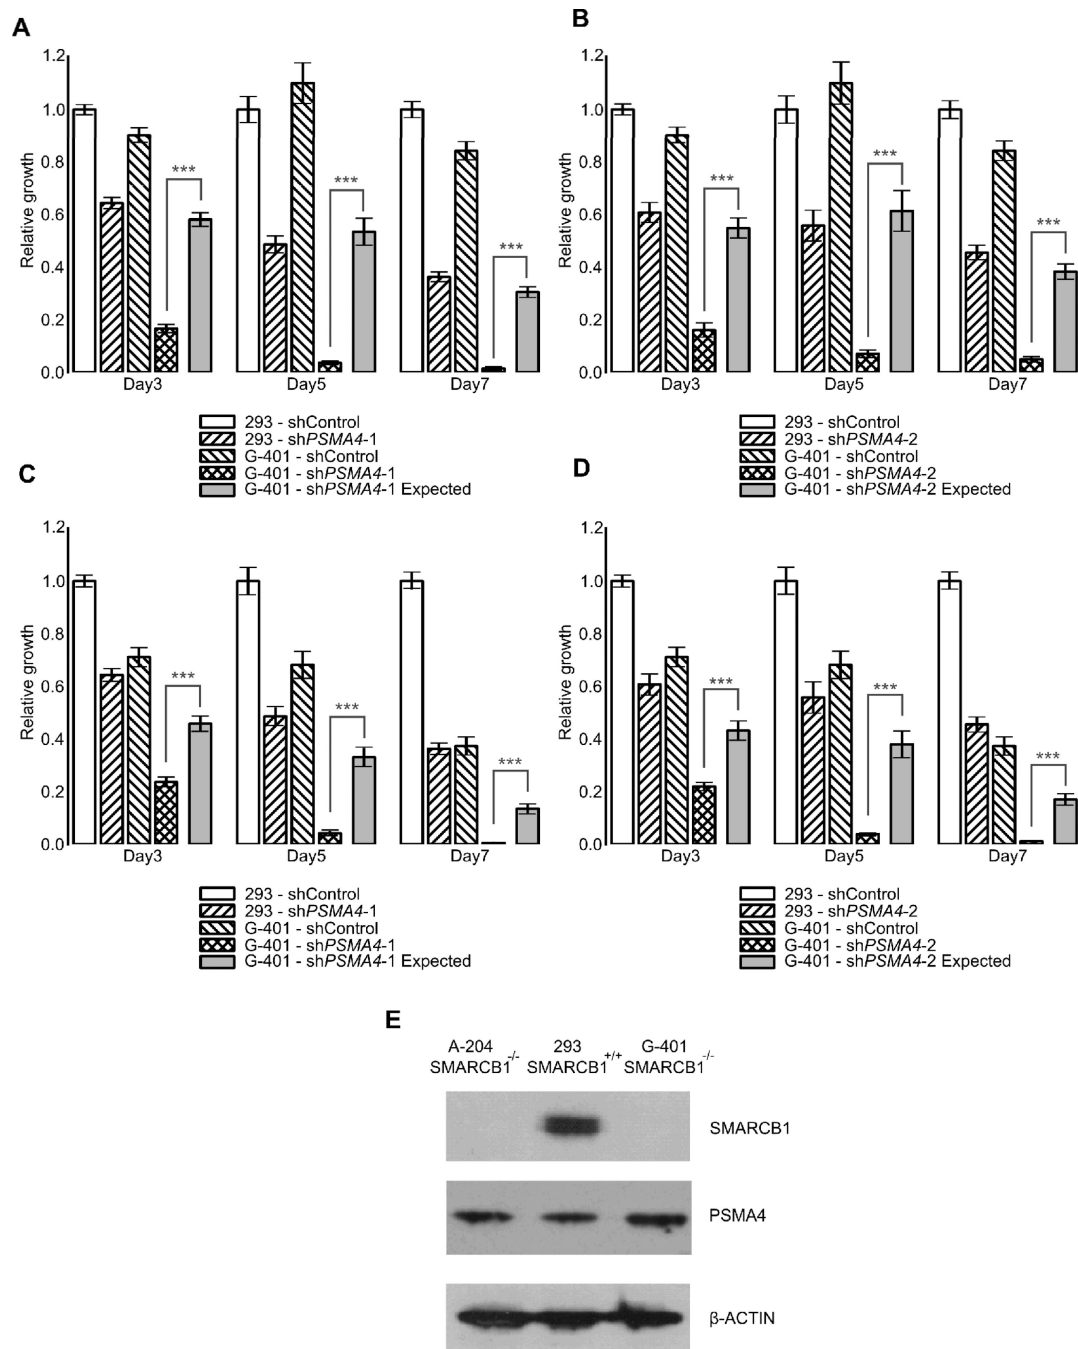 A
Relative growth
1.2
1.0
0.8
0.6
0.4
0.2
0.0
***
***
***
Day3 Day5 Day7
293 - shControl
293 - shPSMA4-1
G-401 - shControl
G-401 - shPSMA4-1
G-401 - shPSMA4-1 Expected
B
Relative growth
1.2
1.0
0.8
0.6
0.4
0.2
0.0
***
***
***
Day3 Day5 Day7
293 - shControl
293 - shPSMA4-2
G-401 - shControl
G-401 - shPSMA4-2
G-401 - shPSMA4-2 Expected
C
Relative growth
1.2
1.0
0.8
0.6
0.4
0.2
0.0
***
***
***
Day3 Day5 Day7
293 - shControl
293 - shPSMA4-1
G-401 - shControl
G-401 - shPSMA4-1
G-401 - shPSMA4-1 Expected
D
Relative growth
1.2
1.0
0.8
0.6
0.4
0.2
0.0
***
***
***
Day3 Day5 Day7
293 - shControl
293 - shPSMA4-2
G-401 - shControl
G-401 - shPSMA4-2
G-401 - shPSMA4-2 Expected
E
A-204 293 G-401
SMARCB1-/- SMARCB1+/+ SMARCB1-/-
SMARCB1
PSMA4
β-ACTIN